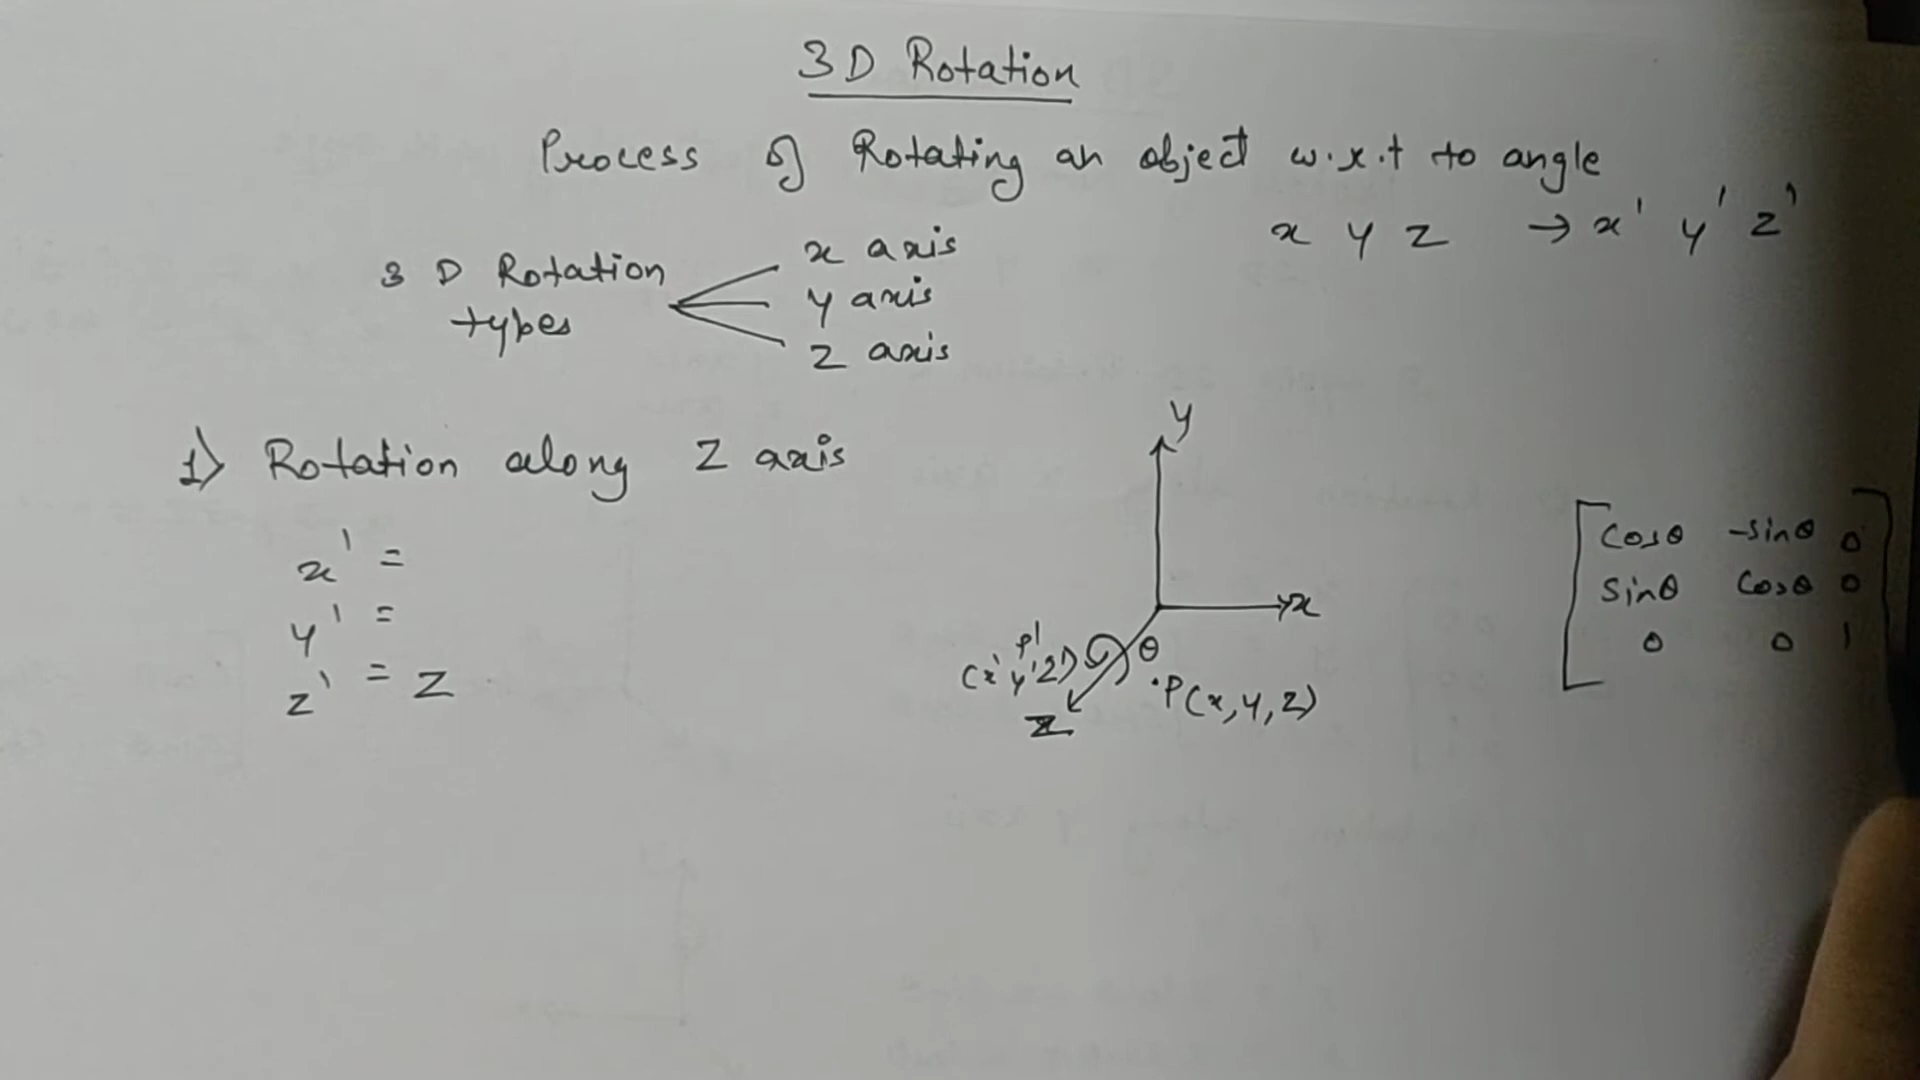 3D Rotation
Process of Rotating an object w.r.t to angle
x y z → x' y' z'
3 D Rotation types
x axis
y axis
z axis
1) Rotation along Z axis
x' =
y' =
z' = z
y
x
θ
P'
(x' y' z')
P(x, y, z)
Z
cosθ -sinθ 0
sinθ cosθ 0
0 0 1